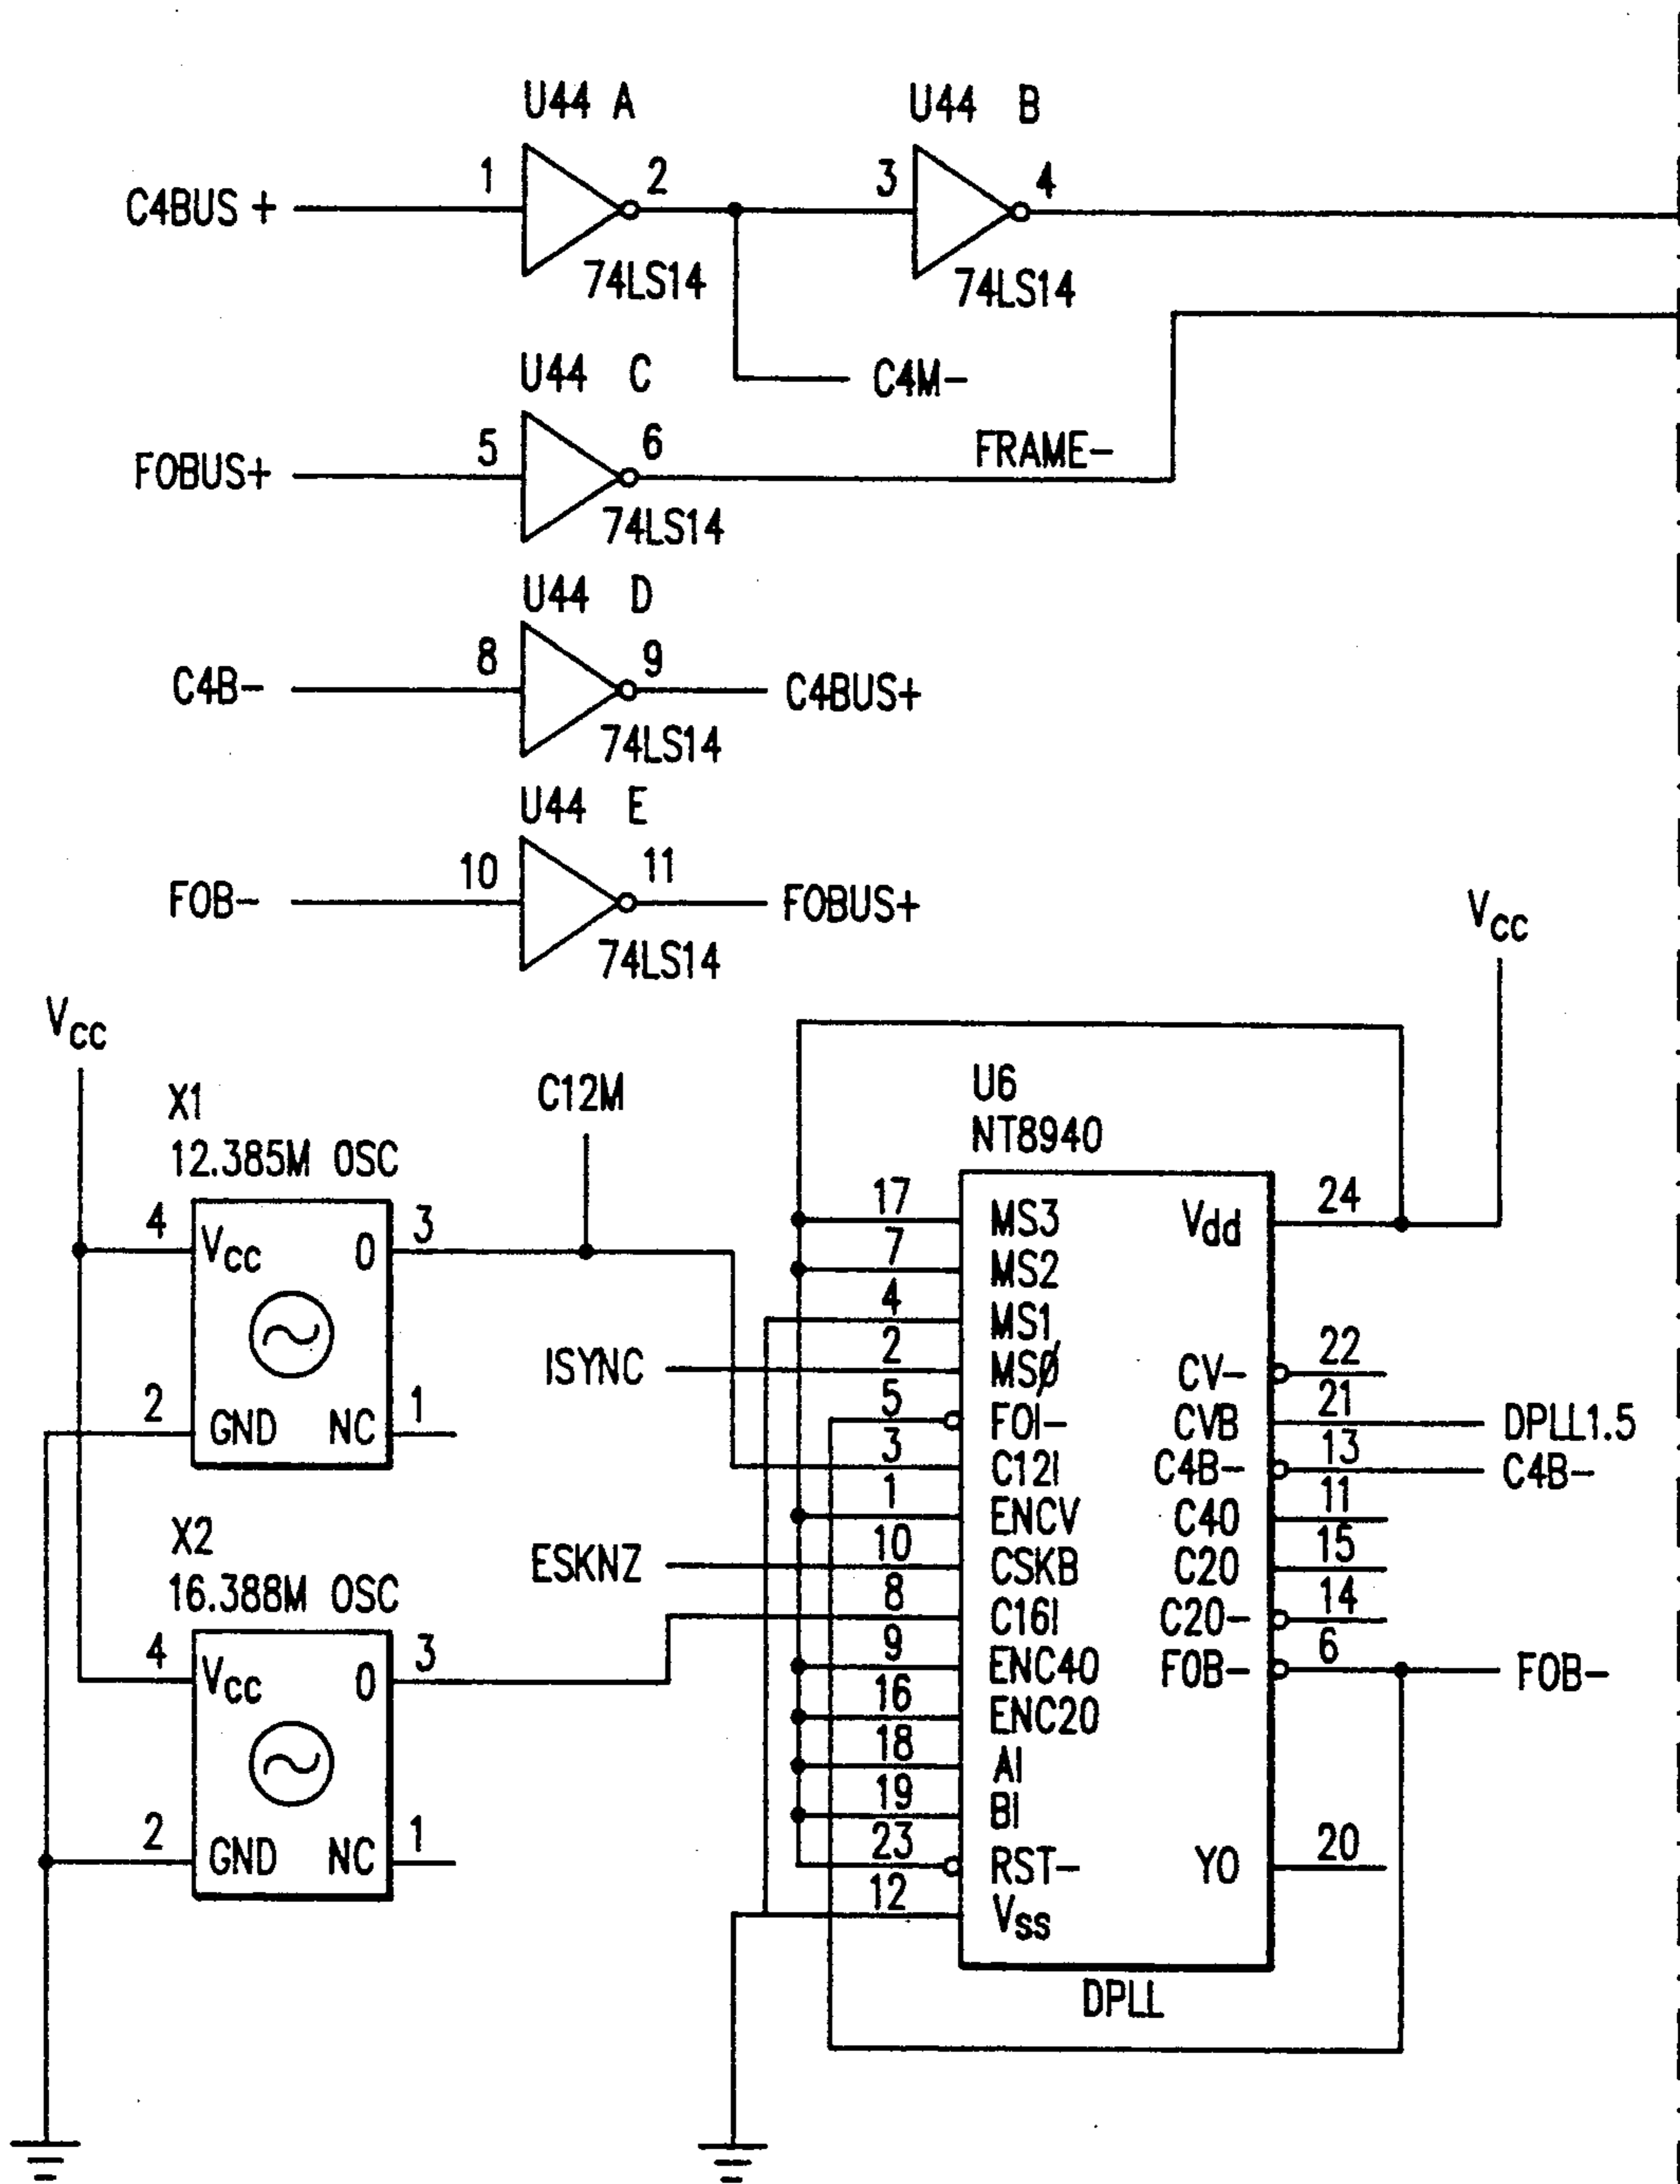 U44 A
U44 B
1
2
3
4
C4BUS +
74LS14
74LS14
C4M-
U44 C
5
6
FRAME-
FOBUS+
74LS14
U44 D
8
9
C4B-
C4BUS+
74LS14
U44 E
10
11
FOB-
FOBUS+
74LS14
Vcc
Vcc
X1
12.385M OSC
C12M
4
Vcc
O
3
2
GND
NC
1
X2
16.388M OSC
4
Vcc
O
3
2
GND
NC
1
ISYNC
ESKNZ
U6
NT8940
17
MS3
Vdd
24
7
MS2
4
MS1
2
MSØ
CV-
22
5
FOI-
CVB
21
DPLL1.5
3
C12I
C4B-
13
C4B-
1
ENCV
C40
11
10
CSKB
C20
15
8
C16I
C20-
14
9
ENC40
FOB-
6
FOB-
16
ENC20
18
AI
19
BI
23
RST-
YO
20
12
Vss
DPLL